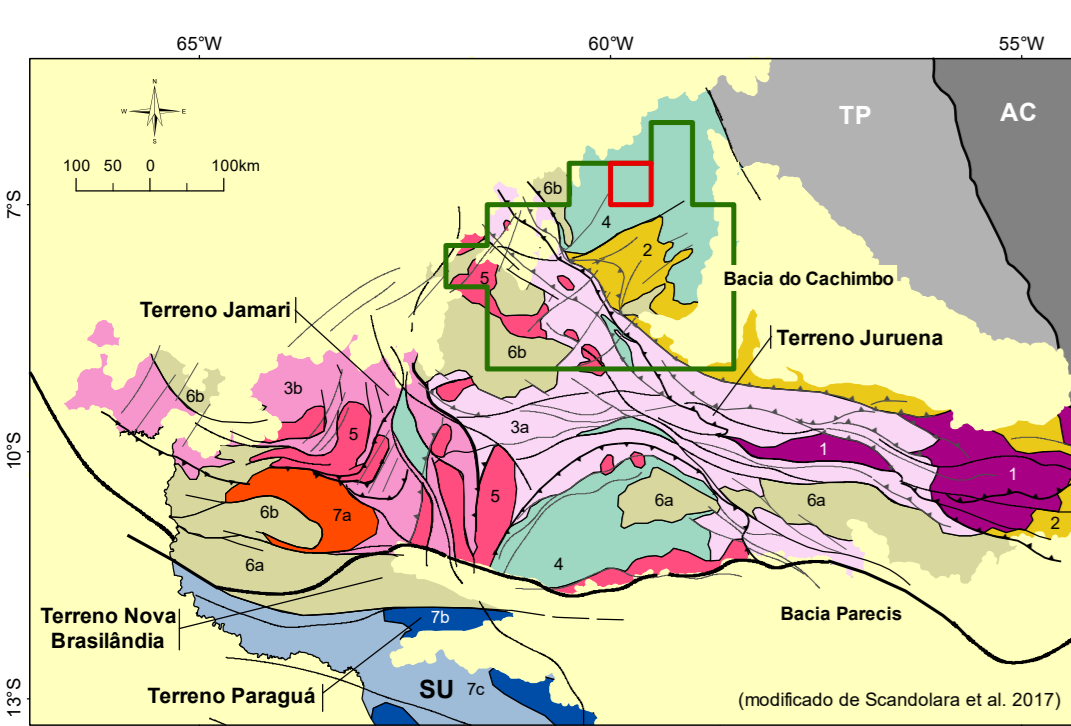 65°W 60°W 55°W
N
W E
S
TP AC
100 50 0 100km
7°S
6b
4
2
5
Bacia do Cachimbo
Terreno Jamari
Terreno Juruena
6b
6b
3b
3a
5
10°S
1
1
5
6a
6a
6b
7a
2
6a
4
Terreno Nova
Brasilândia
7b
Bacia Parecis
Terreno Paraguá
SU 7c
13°S
(modificado de Scandolara et al. 2017)